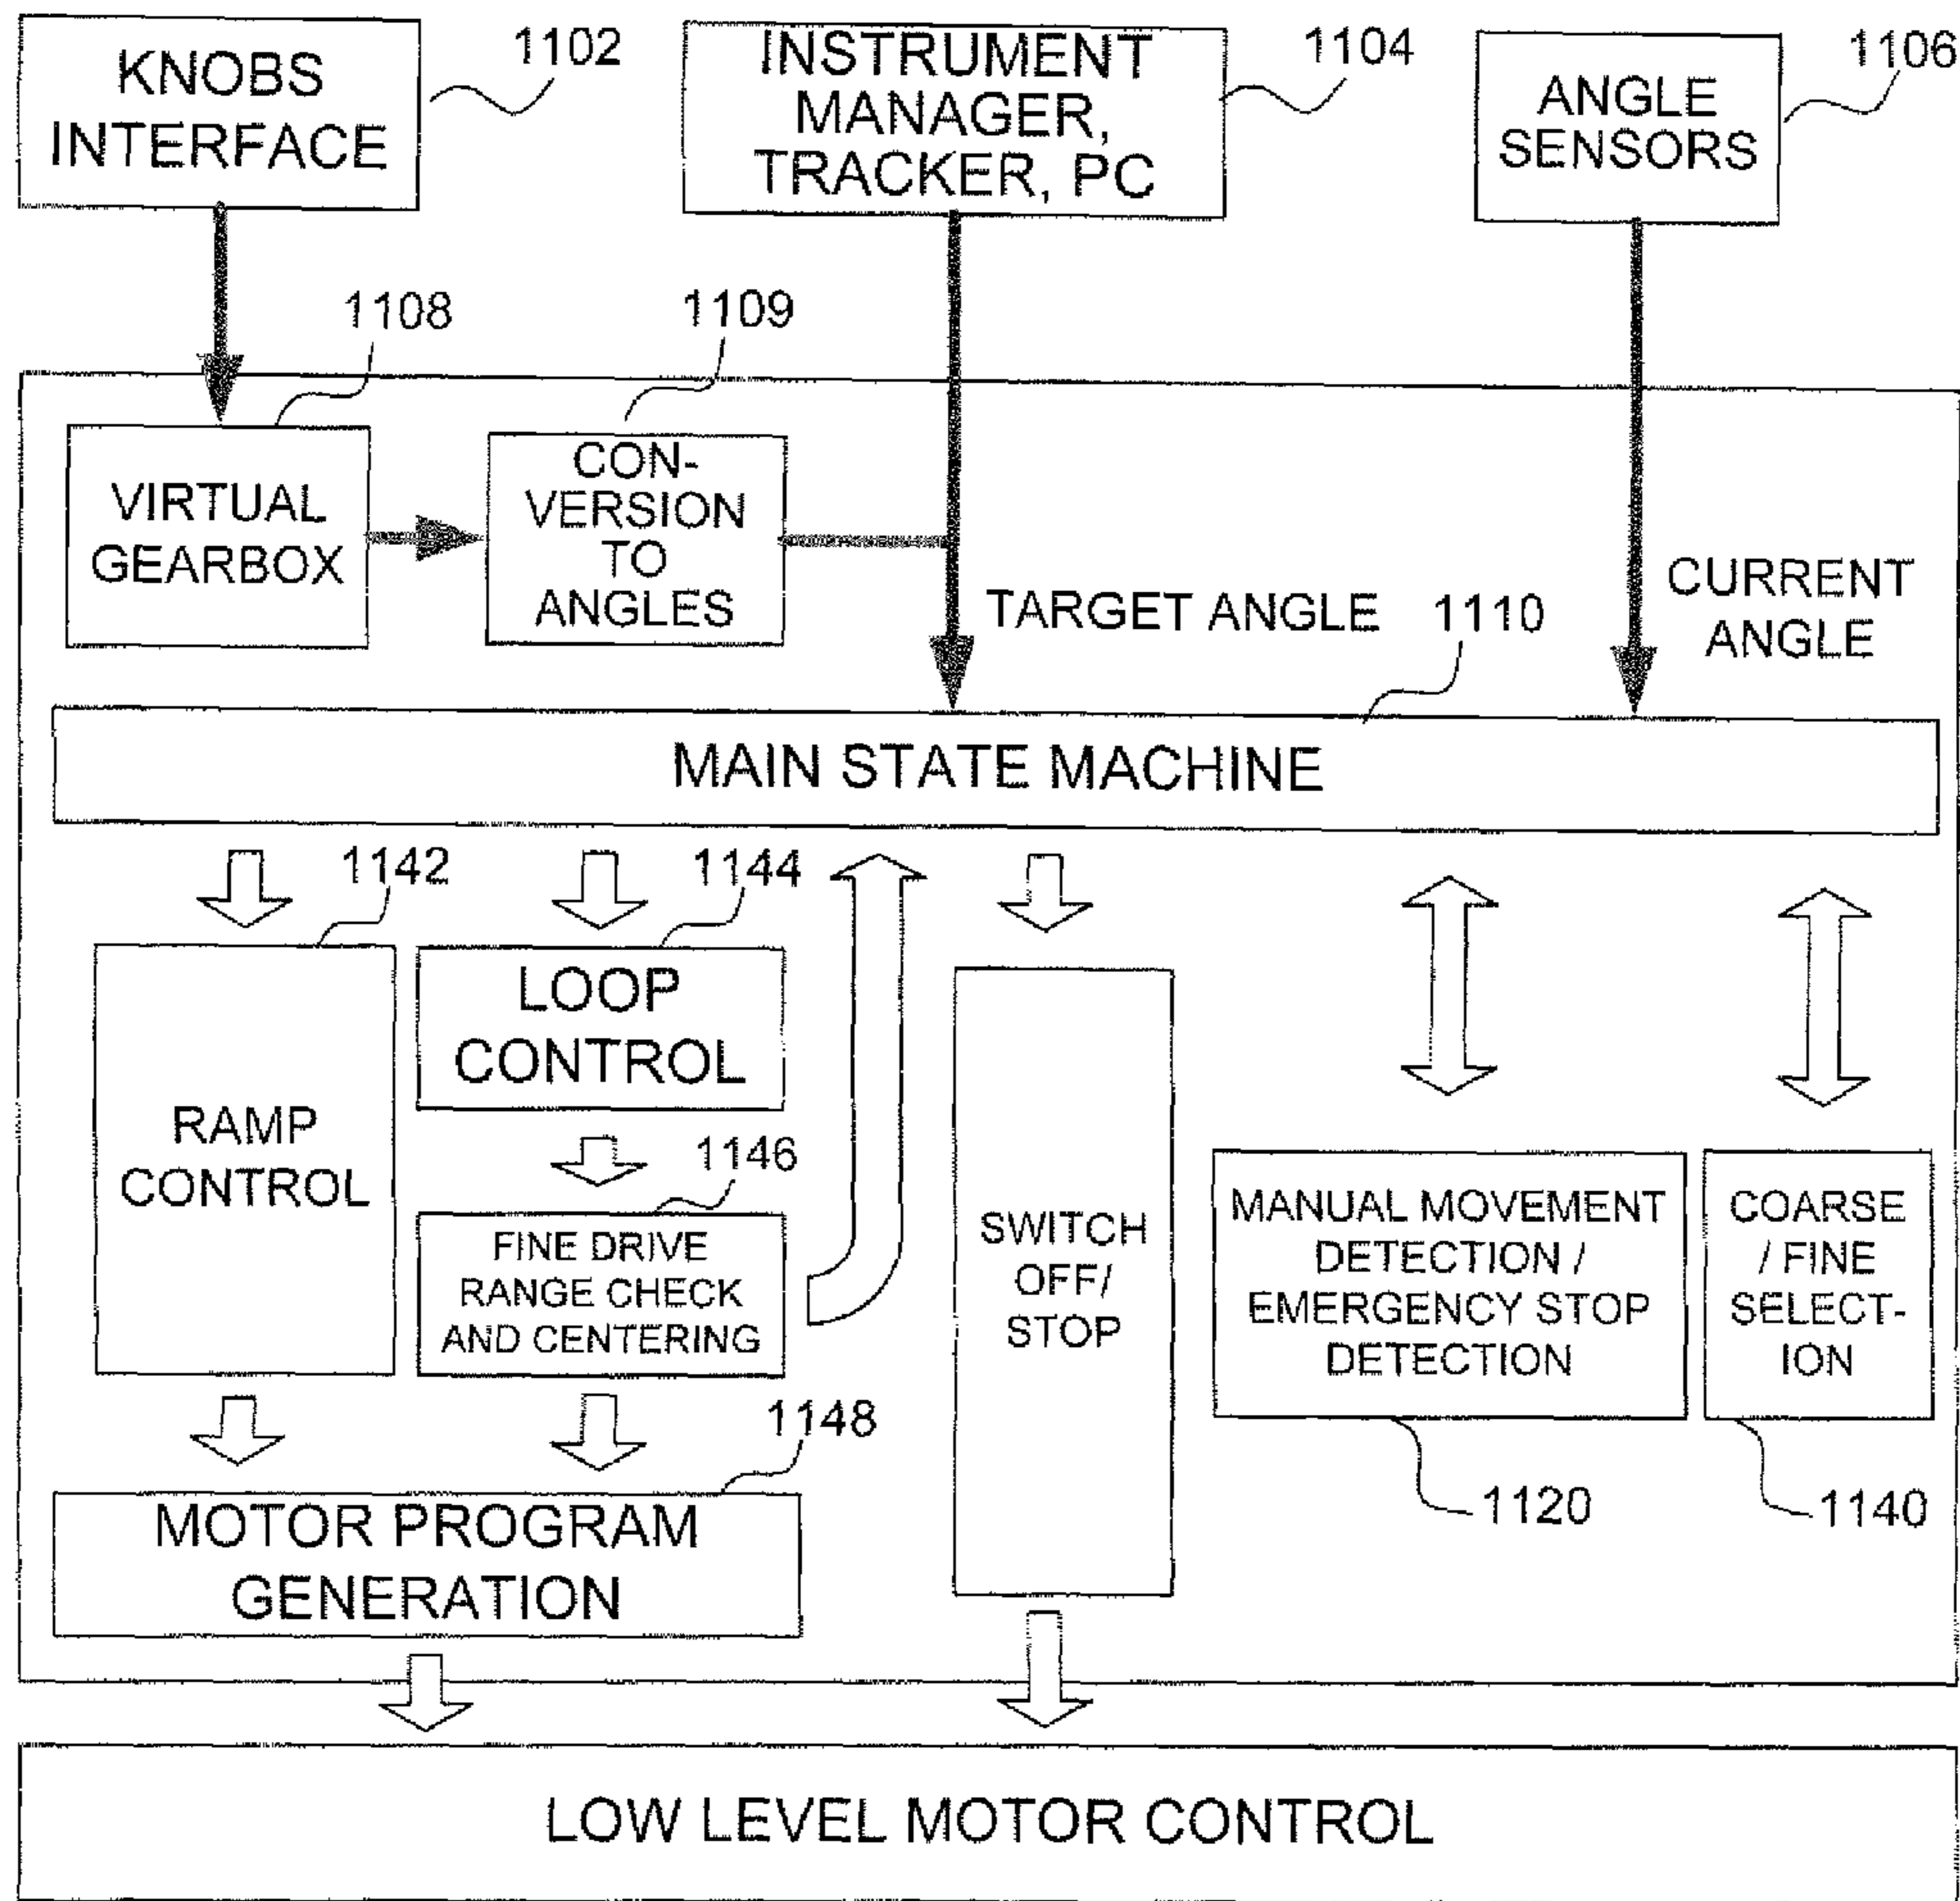 KNOBS
INTERFACE
1102
INSTRUMENT
MANAGER,
TRACKER, PC
1104
ANGLE
SENSORS
1106
1108
1109
VIRTUAL
GEARBOX
CON-
VERSION
TO
ANGLES
TARGET ANGLE
1110
CURRENT
ANGLE
MAIN STATE MACHINE
1142
1144
RAMP
CONTROL
LOOP
CONTROL
1146
FINE DRIVE
RANGE CHECK
AND CENTERING
SWITCH
OFF/
STOP
MANUAL MOVEMENT
DETECTION /
EMERGENCY STOP
DETECTION
COARSE
/ FINE
SELECT-
ION
1148
1120
1140
MOTOR PROGRAM
GENERATION
LOW LEVEL MOTOR CONTROL